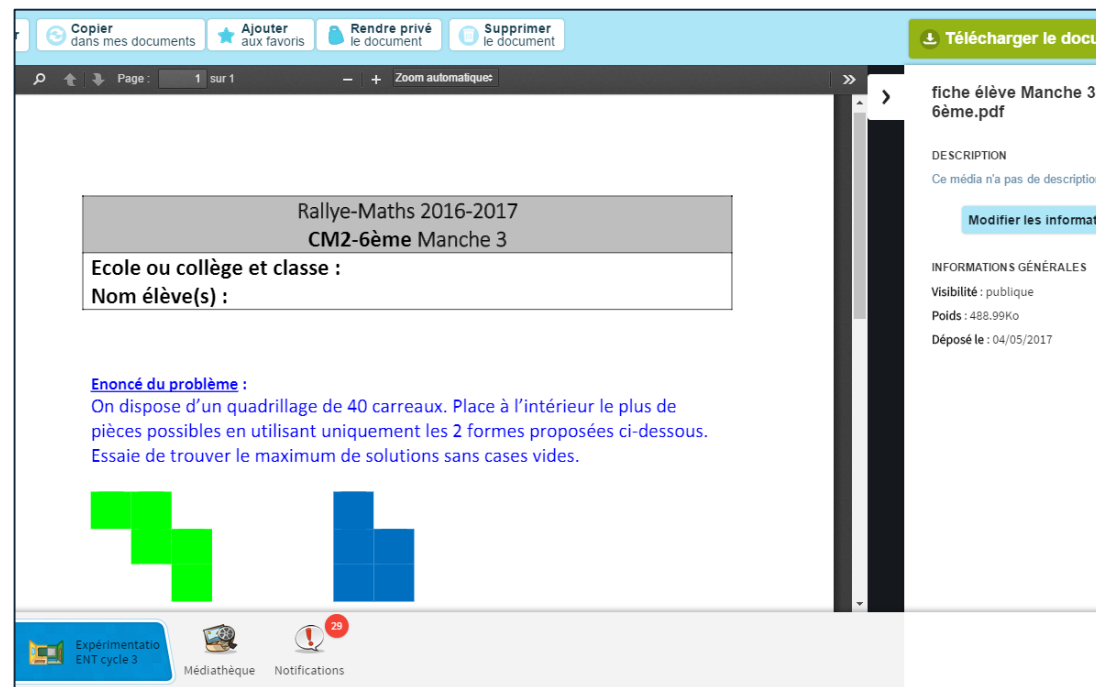 Copier
dans mes documents
Ajouter
aux favoris
Rendre privé
le document
Supprimer
le document
Télécharger le docu
Page : 1 sur 1
Zoom automatique
fiche élève Manche 3
6ème.pdf
DESCRIPTION
Ce média n'a pas de description
Modifier les informat
INFORMATIONS GÉNÉRALES
Visibilité : publique
Poids : 488.99Ko
Déposé le : 04/05/2017
Rallye-Maths 2016-2017
CM2-6ème Manche 3
Ecole ou collège et classe :
Nom élève(s) :
Enoncé du problème :
On dispose d'un quadrillage de 40 carreaux. Place à l'intérieur le plus de
pièces possibles en utilisant uniquement les 2 formes proposées ci-dessous.
Essaie de trouver le maximum de solutions sans cases vides.
Expérimentatio
ENT cycle 3
Médiathèque
Notifications
29